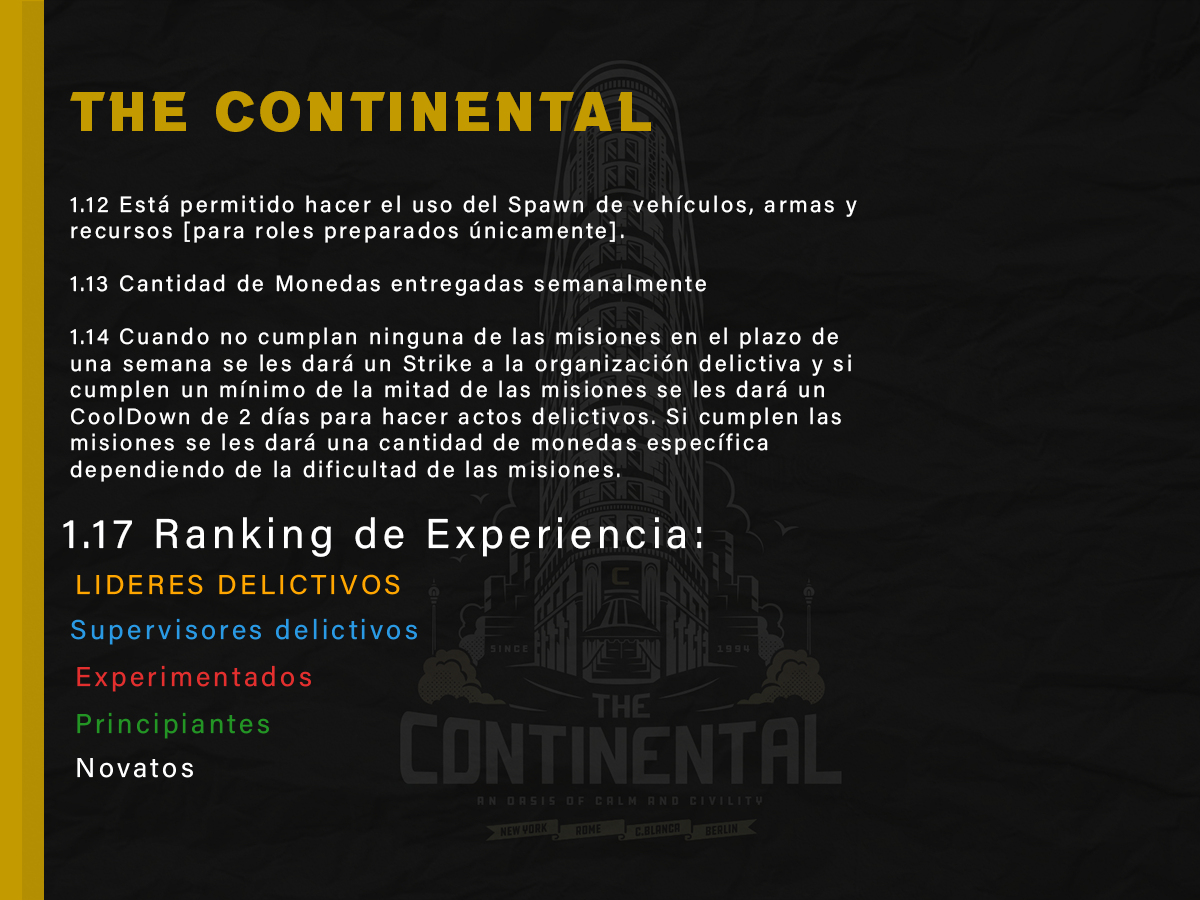 THE CONTINENTAL
1.12 Está permitido hacer el uso del Spawn de vehículos, armas y
recursos [para roles preparados únicamente].
1.13 Cantidad de Monedas entregadas semanalmente
1.14 Cuando no cumplan ninguna de las misiones en el plazo de
una semana se les dará un Strike a la organización delictiva y si
cumplen un mínimo de la mitad de las misiones se les dará un
CoolDown de 2 días para hacer actos delictivos. Si cumplen las
misiones se les dará una cantidad de monedas específica
dependiendo de la dificultad de las misiones.
1.17 Ranking de Experiencia:
LIDERES DELICTIVOS
Supervisores delictivos
Experimentados
Principiantes
Novatos
C
SINCE 1994
THE
CONTINENTAL
AN OASIS OF CALM AND CIVILITY
NEW YORK ROME C.BLANCA BERLIN